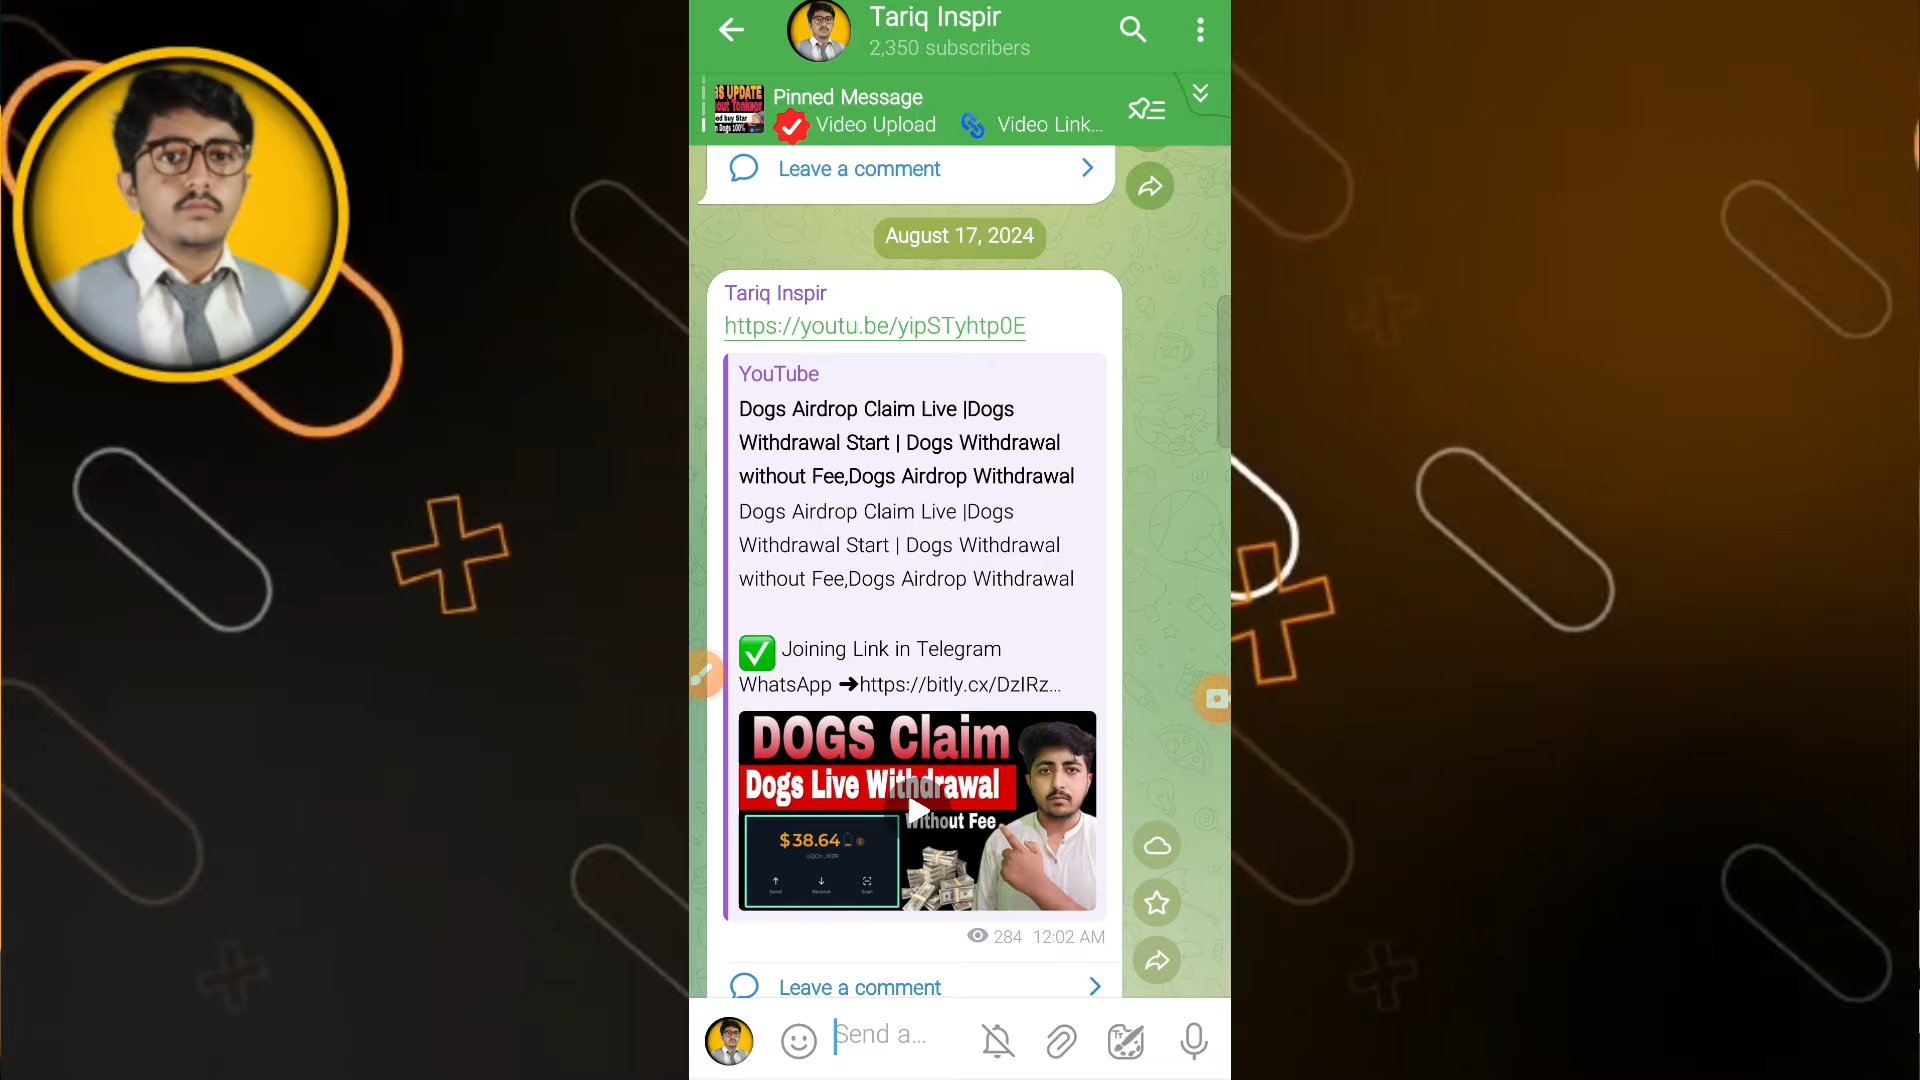 Tariq Inspir
2,350 subscribers
Pinned Message
Video Upload Video Link...
Leave a comment
August 17, 2024
Tariq Inspir
https://youtu.be/yipSTyhtp0E
YouTube
Dogs Airdrop Claim Live |Dogs
Withdrawal Start | Dogs Withdrawal
without Fee,Dogs Airdrop Withdrawal
Dogs Airdrop Claim Live |Dogs
Withdrawal Start | Dogs Withdrawal
without Fee,Dogs Airdrop Withdrawal
Joining Link in Telegram
WhatsApp ➜https://bitly.cx/DzIRz...
DOGS Claim
Dogs Live Withdrawal
Without Fee
$38.64
Send Receive Scan
284 12:02 AM
Leave a comment
Send a...